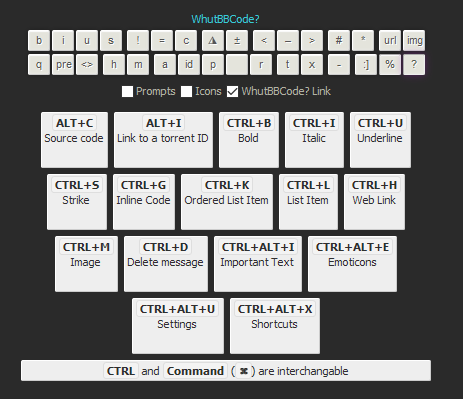 WhutBBCode?
b i u s ! = c ◮ ± < – > # * url img
q pre <> h m a id p r t x - :] % ?
Prompts Icons WhutBBCode? Link
ALT+C ALT+I CTRL+B CTRL+I CTRL+U
Source code Link to a torrent ID Bold Italic Underline
CTRL+S CTRL+G CTRL+K CTRL+L CTRL+H
Strike Inline Code Ordered List Item List Item Web Link
CTRL+M CTRL+D CTRL+ALT+I CTRL+ALT+E
Image Delete message Important Text Emoticons
CTRL+ALT+U CTRL+ALT+X
Settings Shortcuts
CTRL and Command ( ⌘ ) are interchangable